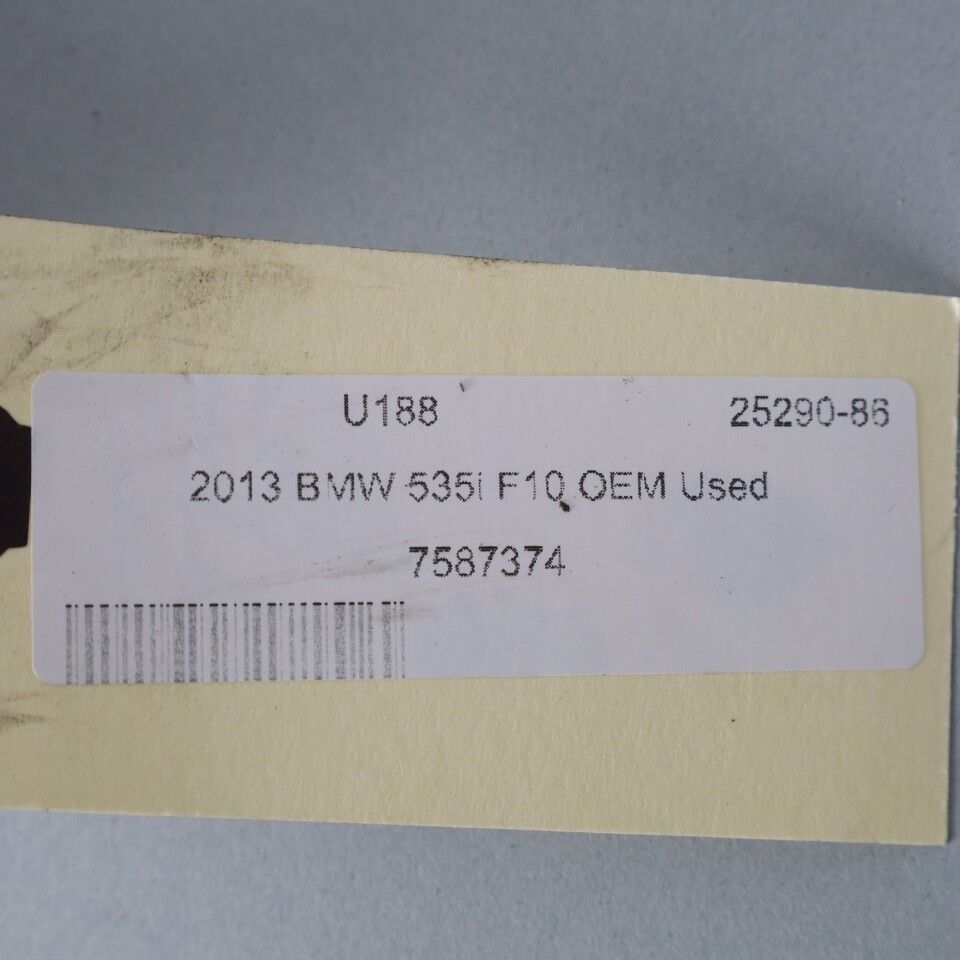 U188 25290-86
2013 BMW 535i F10 OEM Used
7587374